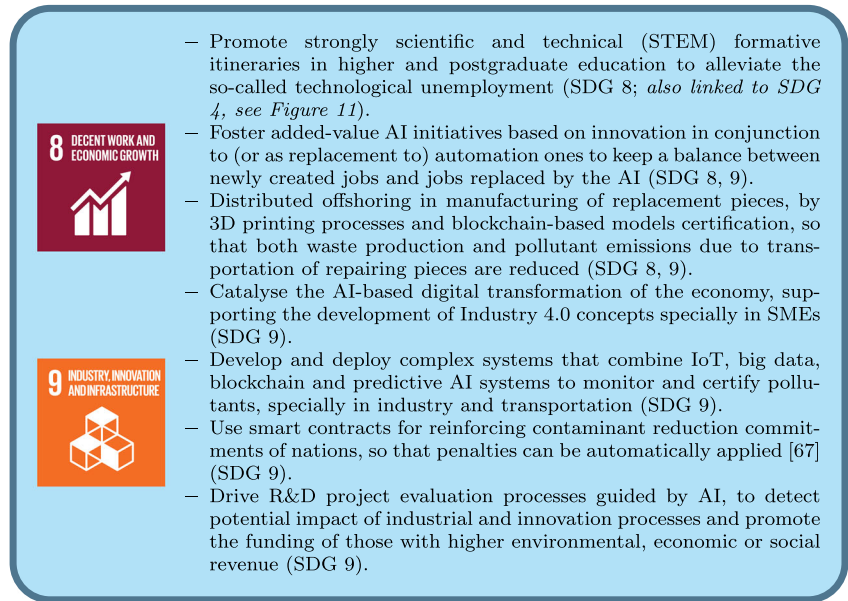 – Promote strongly scientific and technical (STEM) formative
itineraries in higher and postgraduate education to alleviate the
so-called technological unemployment (SDG 8; also linked to SDG
4, see Figure 11).
8 DECENT WORK AND
ECONOMIC GROWTH
– Foster added-value AI initiatives based on innovation in conjunction
to (or as replacement to) automation ones to keep a balance between
newly created jobs and jobs replaced by the AI (SDG 8, 9).
– Distributed offshoring in manufacturing of replacement pieces, by
3D printing processes and blockchain-based models certification, so
that both waste production and pollutant emissions due to trans-
portation of repairing pieces are reduced (SDG 8, 9).
– Catalyse the AI-based digital transformation of the economy, sup-
porting the development of Industry 4.0 concepts specially in SMEs
(SDG 9).
9 INDUSTRY, INNOVATION
AND INFRASTRUCTURE
– Develop and deploy complex systems that combine IoT, big data,
blockchain and predictive AI systems to monitor and certify pollu-
tants, specially in industry and transportation (SDG 9).
– Use smart contracts for reinforcing contaminant reduction commit-
ments of nations, so that penalties can be automatically applied [67]
(SDG 9).
– Drive R&D project evaluation processes guided by AI, to detect
potential impact of industrial and innovation processes and promote
the funding of those with higher environmental, economic or social
revenue (SDG 9).